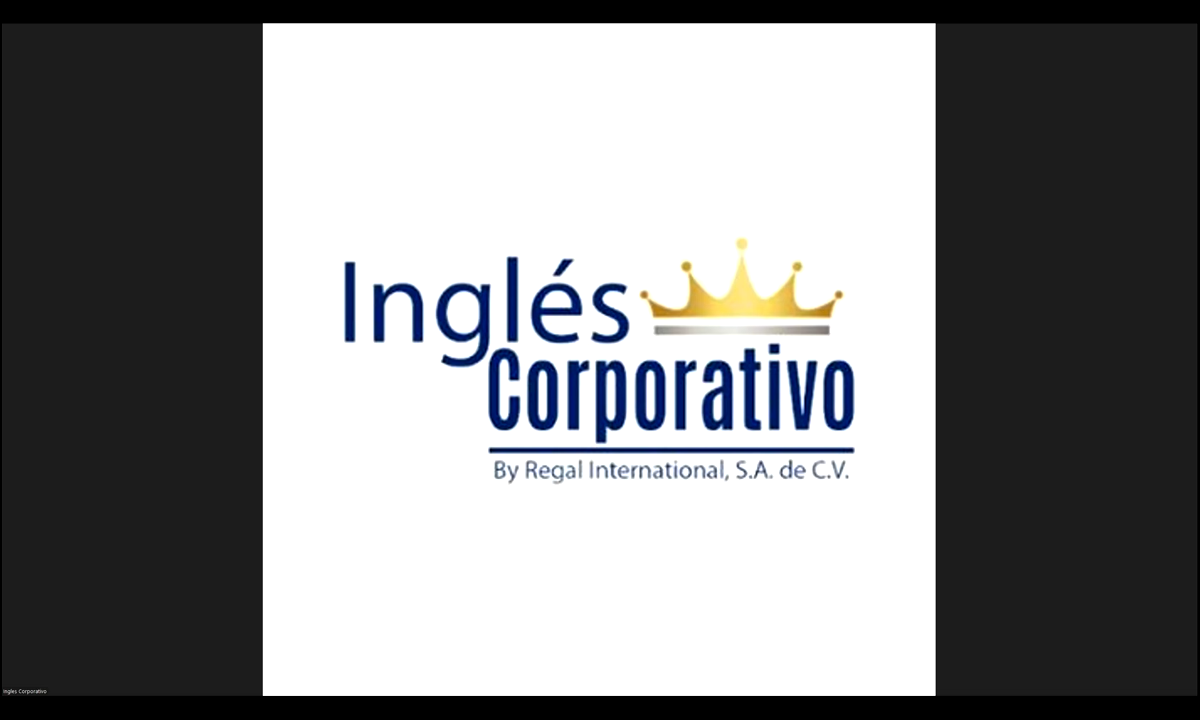 Inglés
Corporativo
By Regal International, S.A. de C.V.
Ingles Corporativo